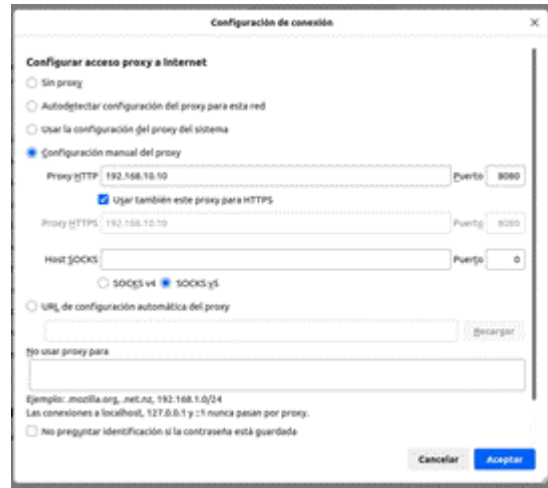 Configuración de conexión
Configurar acceso proxy a Internet
Sin proxy
Autodetectar configuración del proxy para esta red
Usar la configuración del proxy del sistema
Configuración manual del proxy
Proxy HTTP 192.168.10.10 Puerto 8080
Usar también este proxy para HTTPS
Proxy HTTPS 192.168.10.10 Puerto 8080
Host SOCKS Puerto 0
SOCKS v4 SOCKS v5
URL de configuración automática del proxy
Recargar
No usar proxy para
Ejemplo: .mozilla.org, .net.nz, 192.168.1.0/24
Las conexiones a localhost, 127.0.0.1 y ::1 nunca pasan por proxy.
No preguntar identificación si la contraseña está guardada
Cancelar Aceptar